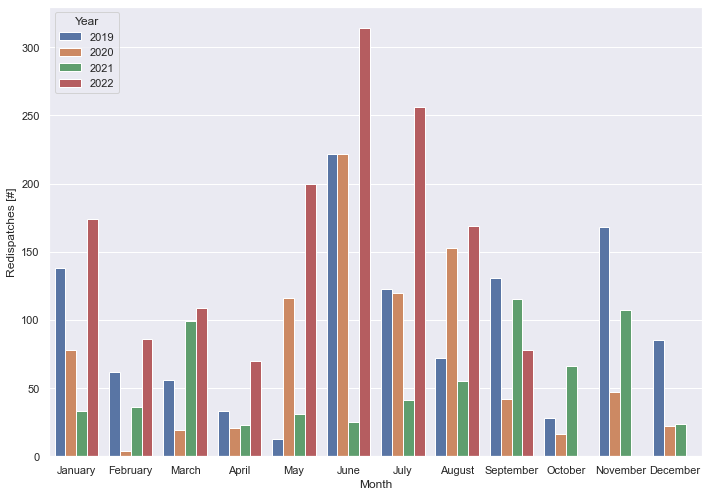 Year
2019
2020
2021
2022
Redispatches [#]
300
250
200
150
100
50
0
January February March April May June July August September October November December
Month